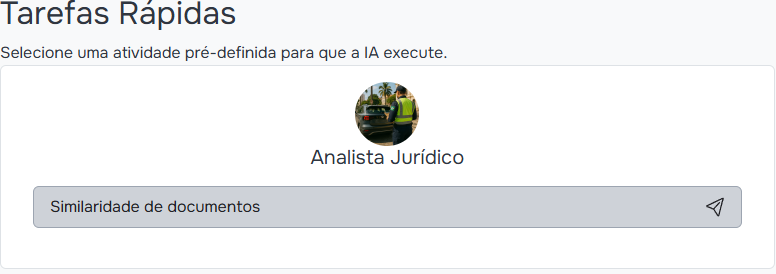 Tarefas Rápidas
Selecione uma atividade pré-definida para que a IA execute.
Analista Jurídico
Similaridade de documentos